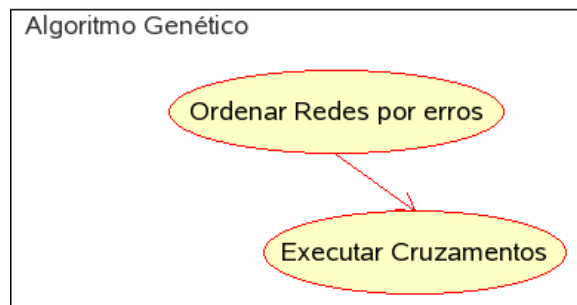 Algoritmo Genético
Ordenar Redes por erros
Executar Cruzamentos